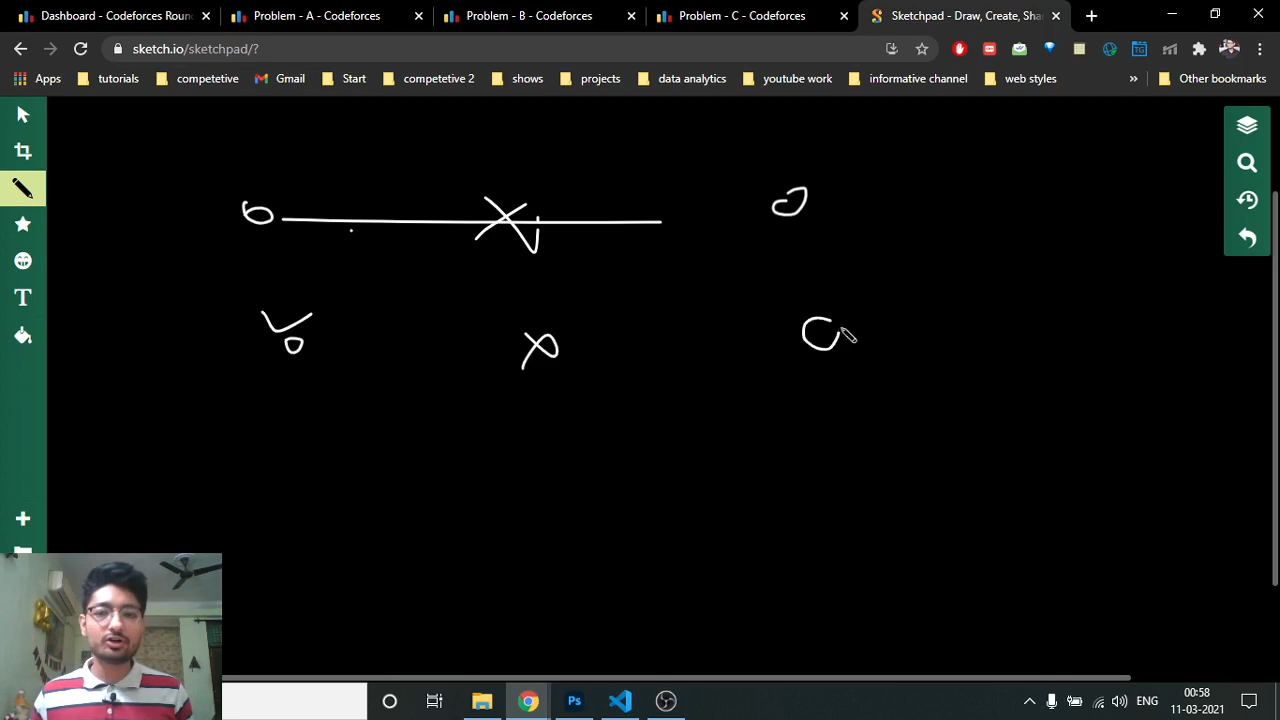 Dashboard - Codeforces Roun
Problem - A - Codeforces
Problem - B - Codeforces
Problem - C - Codeforces
Sketchpad - Draw, Create, Shar
sketch.io/sketchpad/?
Apps
tutorials
competetive
Gmail
Start
competetive 2
shows
projects
data analytics
youtube work
informative channel
web styles
»
Other bookmarks
ENG
00:58
11-03-2021